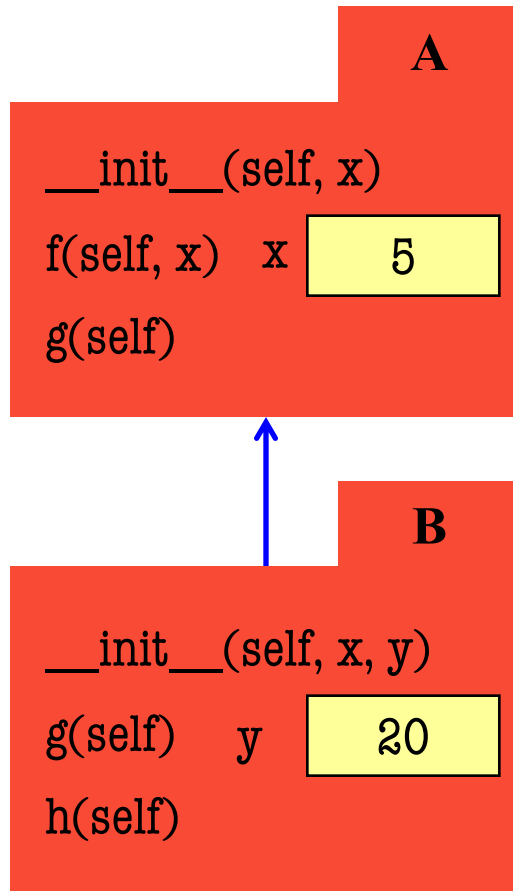 A
__init__(self, x)
f(self, x) x 5
g(self)
B
__init__(self, x, y)
g(self) y 20
h(self)